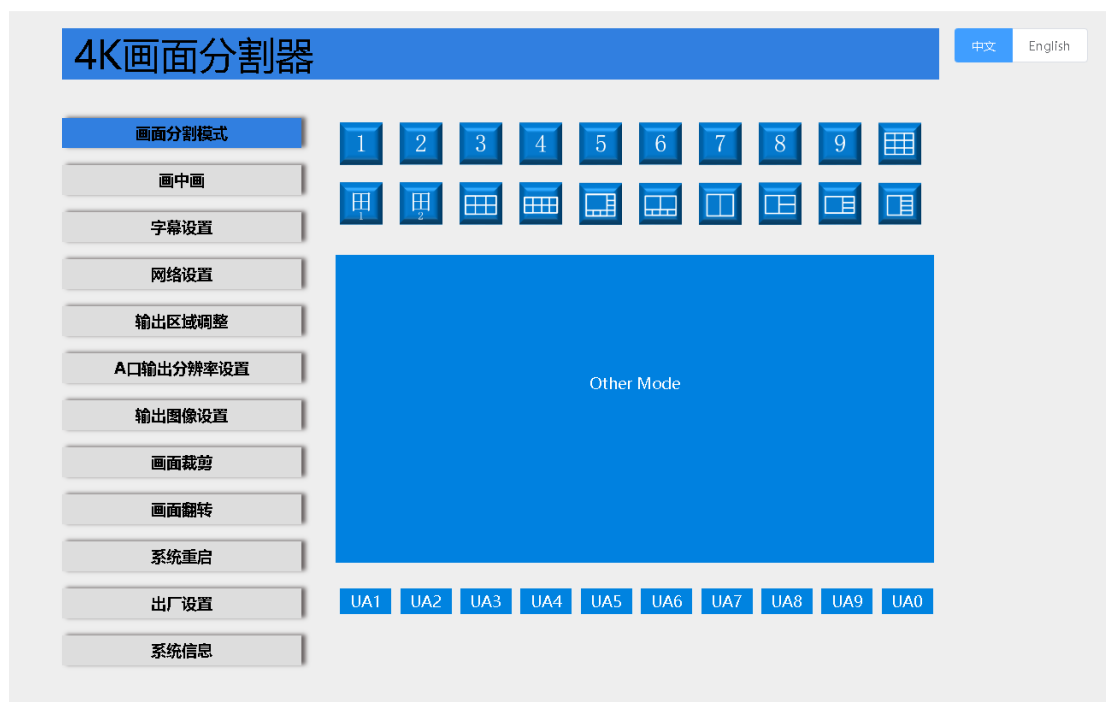 4K画面分割器
中文 English
画面分割模式
画中画
字幕设置
网络设置
输出区域调整
A口输出分辨率设置
输出图像设置
画面裁剪
画面翻转
系统重启
出厂设置
系统信息
1 2 3 4 5 6 7 8 9
1 2
Other Mode
UA1 UA2 UA3 UA4 UA5 UA6 UA7 UA8 UA9 UA0